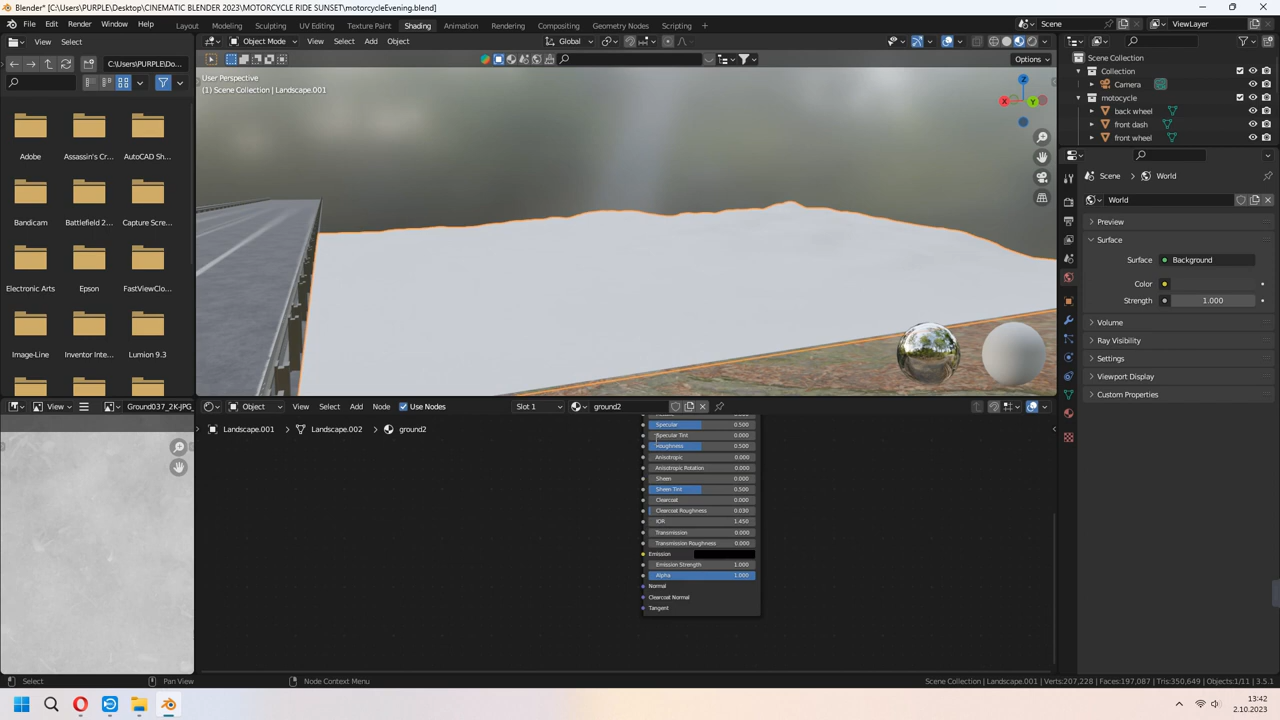 Blender* [C:\Users\PURPLE\Desktop\CINEMATIC BLENDER 2023\MOTORCYCLE RIDE SUNSET\motorcycleEvening.blend]
File Edit Render Window Help Layout Modeling Sculpting UV Editing Texture Paint Shading Animation Rendering Compositing Geometry Nodes Scripting + Scene ViewLayer
View Select Object Mode View Select Add Object Global
C:\Users\PURPLE\Do... Options
User Perspective
(1) Scene Collection | Landscape.001
Scene Collection
Collection
Camera
motocycle
back wheel
front dash
front wheel
Z
X Y
Adobe Assassin's Cr... AutoCAD Sh...
Bandicam Battlefield 2... Capture Scre...
Electronic Arts Epson FastViewClo...
Image-Line Inventor Inte... Lumion 9.3
Scene > World
World
Preview
Surface
Surface Background
Color
Strength 1.000
Volume
Ray Visibility
Settings
Viewport Display
Custom Properties
View Ground037_2K-JPG_
Object View Select Add Node Use Nodes Slot 1 ground2
Landscape.001 > Landscape.002 > ground2
Specular 0.500
Specular Tint 0.000
Roughness 0.500
Anisotropic 0.000
Anisotropic Rotation 0.000
Sheen 0.000
Sheen Tint 0.500
Clearcoat 0.000
Clearcoat Roughness 0.030
IOR 1.450
Transmission 0.000
Transmission Roughness 0.000
Emission
Emission Strength 1.000
Alpha 1.000
Normal
Clearcoat Normal
Tangent
Select Pan View Node Context Menu Scene Collection | Landscape.001 | Verts:207,228 | Faces:197,087 | Tris:350,649 | Objects:1/11 | 3.5.1
13:42
2.10.2023